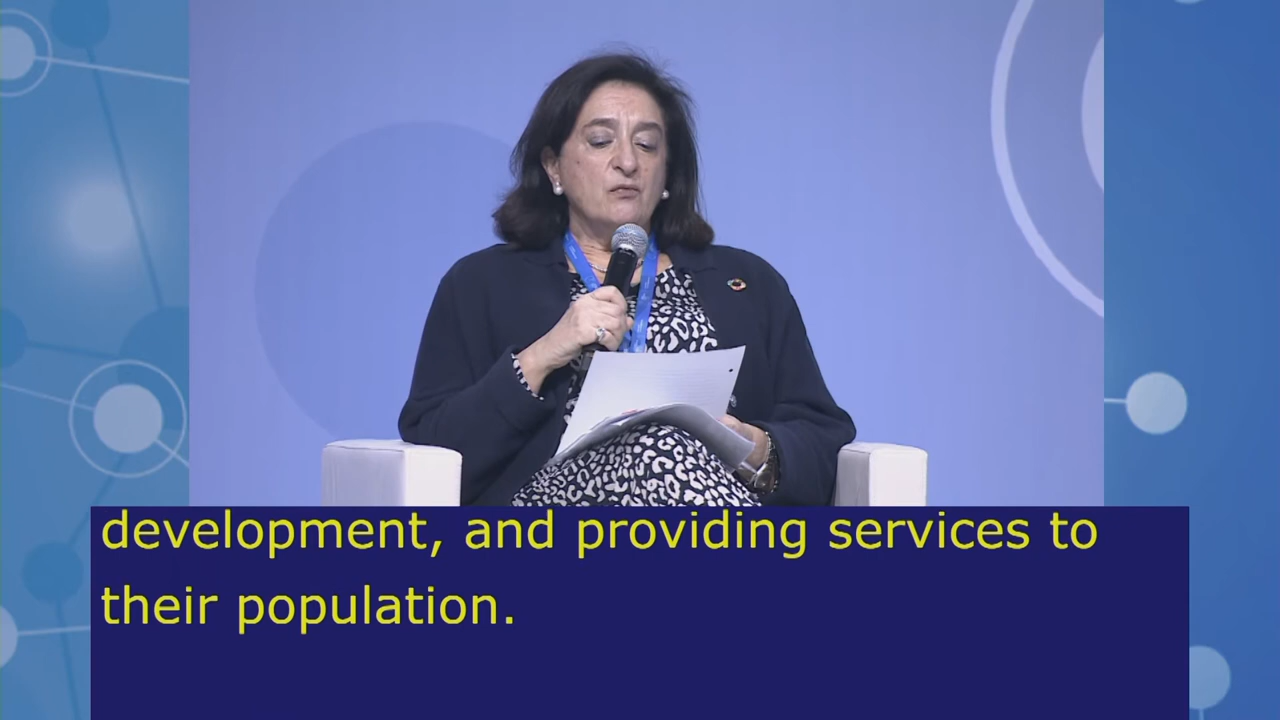 development, and providing services to
their population.